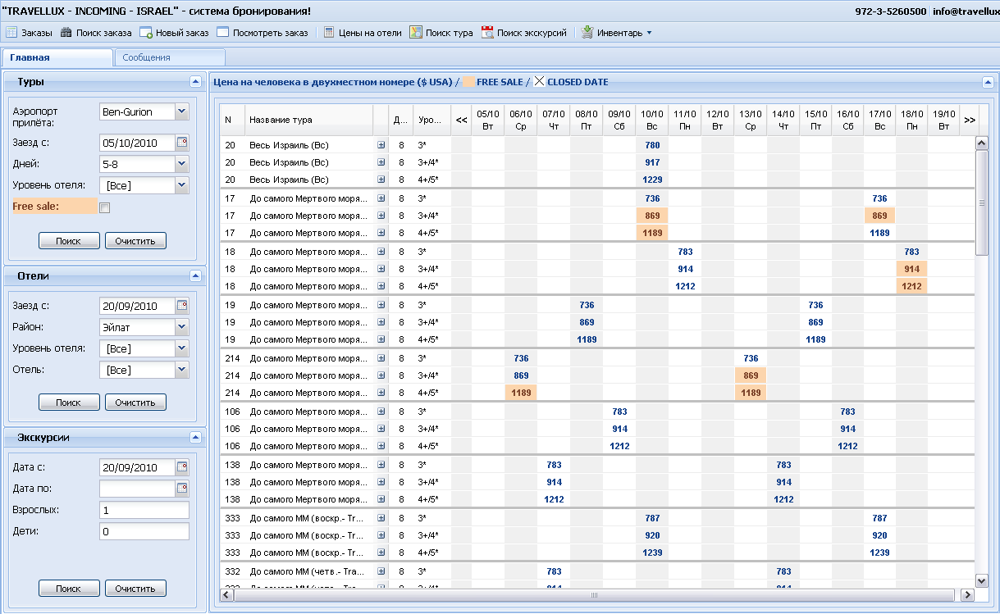 "TRAVELLUX - INCOMING - ISRAEL" - система бронирования! 972-3-5260500 info@travellux
Заказы Поиск заказа Новый заказ Посмотреть заказ Цены на отели Поиск тура Поиск экскурсий Инвентарь
Главная Сообщения
Туры
Аэропорт прилёта: Ben-Gurion
Заезд с: 05/10/2010
Дней: 5-8
Уровень отеля: [Все]
Free sale:
Поиск Очистить
Отели
Заезд с: 20/09/2010
Район: Эйлат
Уровень отеля: [Все]
Отель: [Все]
Поиск Очистить
Экскурсии
Дата с: 20/09/2010
Дата по:
Взрослых: 1
Дети: 0
Поиск Очистить
Цена на человека в двухместном номере ($ USA) / FREE SALE / CLOSED DATE
N Название тура Д... Уро... << 05/10 Вт 06/10 Ср 07/10 Чт 08/10 Пт 09/10 Сб 10/10 Вс 11/10 Пн 12/10 Вт 13/10 Ср 14/10 Чт 15/10 Пт 16/10 Сб 17/10 Вс 18/10 Пн 19/10 Вт >>
20 Весь Израиль (Вс) 8 3* 780
20 Весь Израиль (Вс) 8 3+/4* 917
20 Весь Израиль (Вс) 8 4+/5* 1229
17 До самого Мертвого моря... 8 3* 736 736
17 До самого Мертвого моря... 8 3+/4* 869 869
17 До самого Мертвого моря... 8 4+/5* 1189 1189
18 До самого Мертвого моря... 8 3* 783 783
18 До самого Мертвого моря... 8 3+/4* 914 914
18 До самого Мертвого моря... 8 4+/5* 1212 1212
19 До самого Мертвого моря... 8 3* 736 736
19 До самого Мертвого моря... 8 3+/4* 869 869
19 До самого Мертвого моря... 8 4+/5* 1189 1189
214 До самого Мертвого моря... 8 3* 736 736
214 До самого Мертвого моря... 8 3+/4* 869 869
214 До самого Мертвого моря... 8 4+/5* 1189 1189
106 До самого Мертвого моря... 8 3* 783 783
106 До самого Мертвого моря... 8 3+/4* 914 914
106 До самого Мертвого моря... 8 4+/5* 1212 1212
138 До самого Мертвого моря... 8 3* 783 783
138 До самого Мертвого моря... 8 3+/4* 914 914
138 До самого Мертвого моря... 8 4+/5* 1212 1212
333 До самого ММ (воскр.- Tr... 8 3* 787 787
333 До самого ММ (воскр.- Tr... 8 3+/4* 920 920
333 До самого ММ (воскр.- Tr... 8 4+/5* 1239 1239
332 До самого ММ (четв.- Tra... 8 3* 783 783